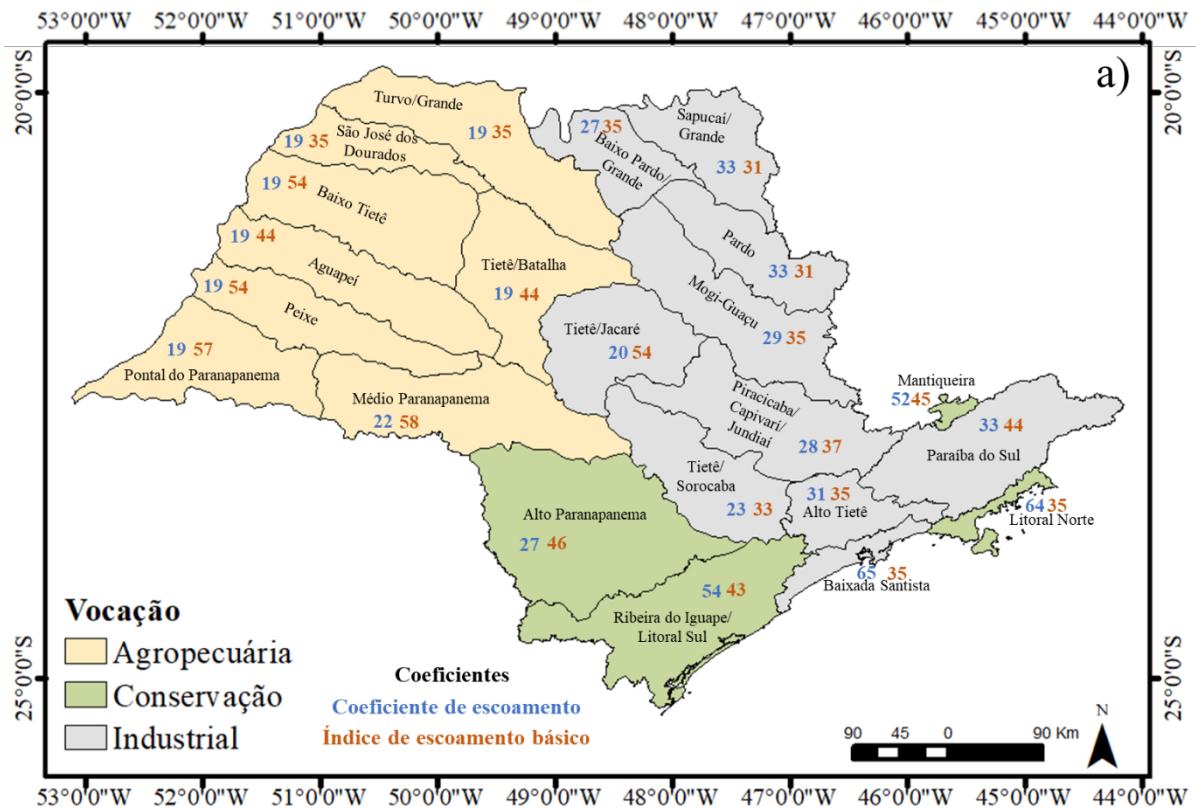 53°0'0"W 52°0'0"W 51°0'0"W 50°0'0"W 49°0'0"W 48°0'0"W 47°0'0"W 46°0'0"W 45°0'0"W 44°0'0"W
a)
20°0'0"S
20°0'0"S
Turvo/Grande
19 35
São José dos
Dourados
19 35
Baixo Tietê
19 54
Aguapeí
19 44
Peixe
19 54
Pontal do Paranapanema
19 57
Médio Paranapanema
22 58
Tietê/Batalha
19 44
27 35
Baixo Pardo/
Grande
Sapucaí/
Grande
33 31
Pardo
33 31
Mogi-Guaçu
29 35
Tietê/Jacaré
20 54
Piracicaba/
Capivarí/
Jundiaí
28 37
Mantiqueira
52 45
33 44
Paraíba do Sul
Tietê/
Sorocaba
23 33
31 35
Alto Tietê
64 35
Litoral Norte
65 35
Baixada Santista
Alto Paranapanema
27 46
54 43
Ribeira do Iguape/
Litoral Sul
Vocação
Agropecuária
Conservação
Industrial
Coeficientes
Coeficiente de escoamento
Índice de escoamento básico
90 45 0 90 Km
N
25°0'0"S
25°0'0"S
53°0'0"W 52°0'0"W 51°0'0"W 50°0'0"W 49°0'0"W 48°0'0"W 47°0'0"W 46°0'0"W 45°0'0"W 44°0'0"W